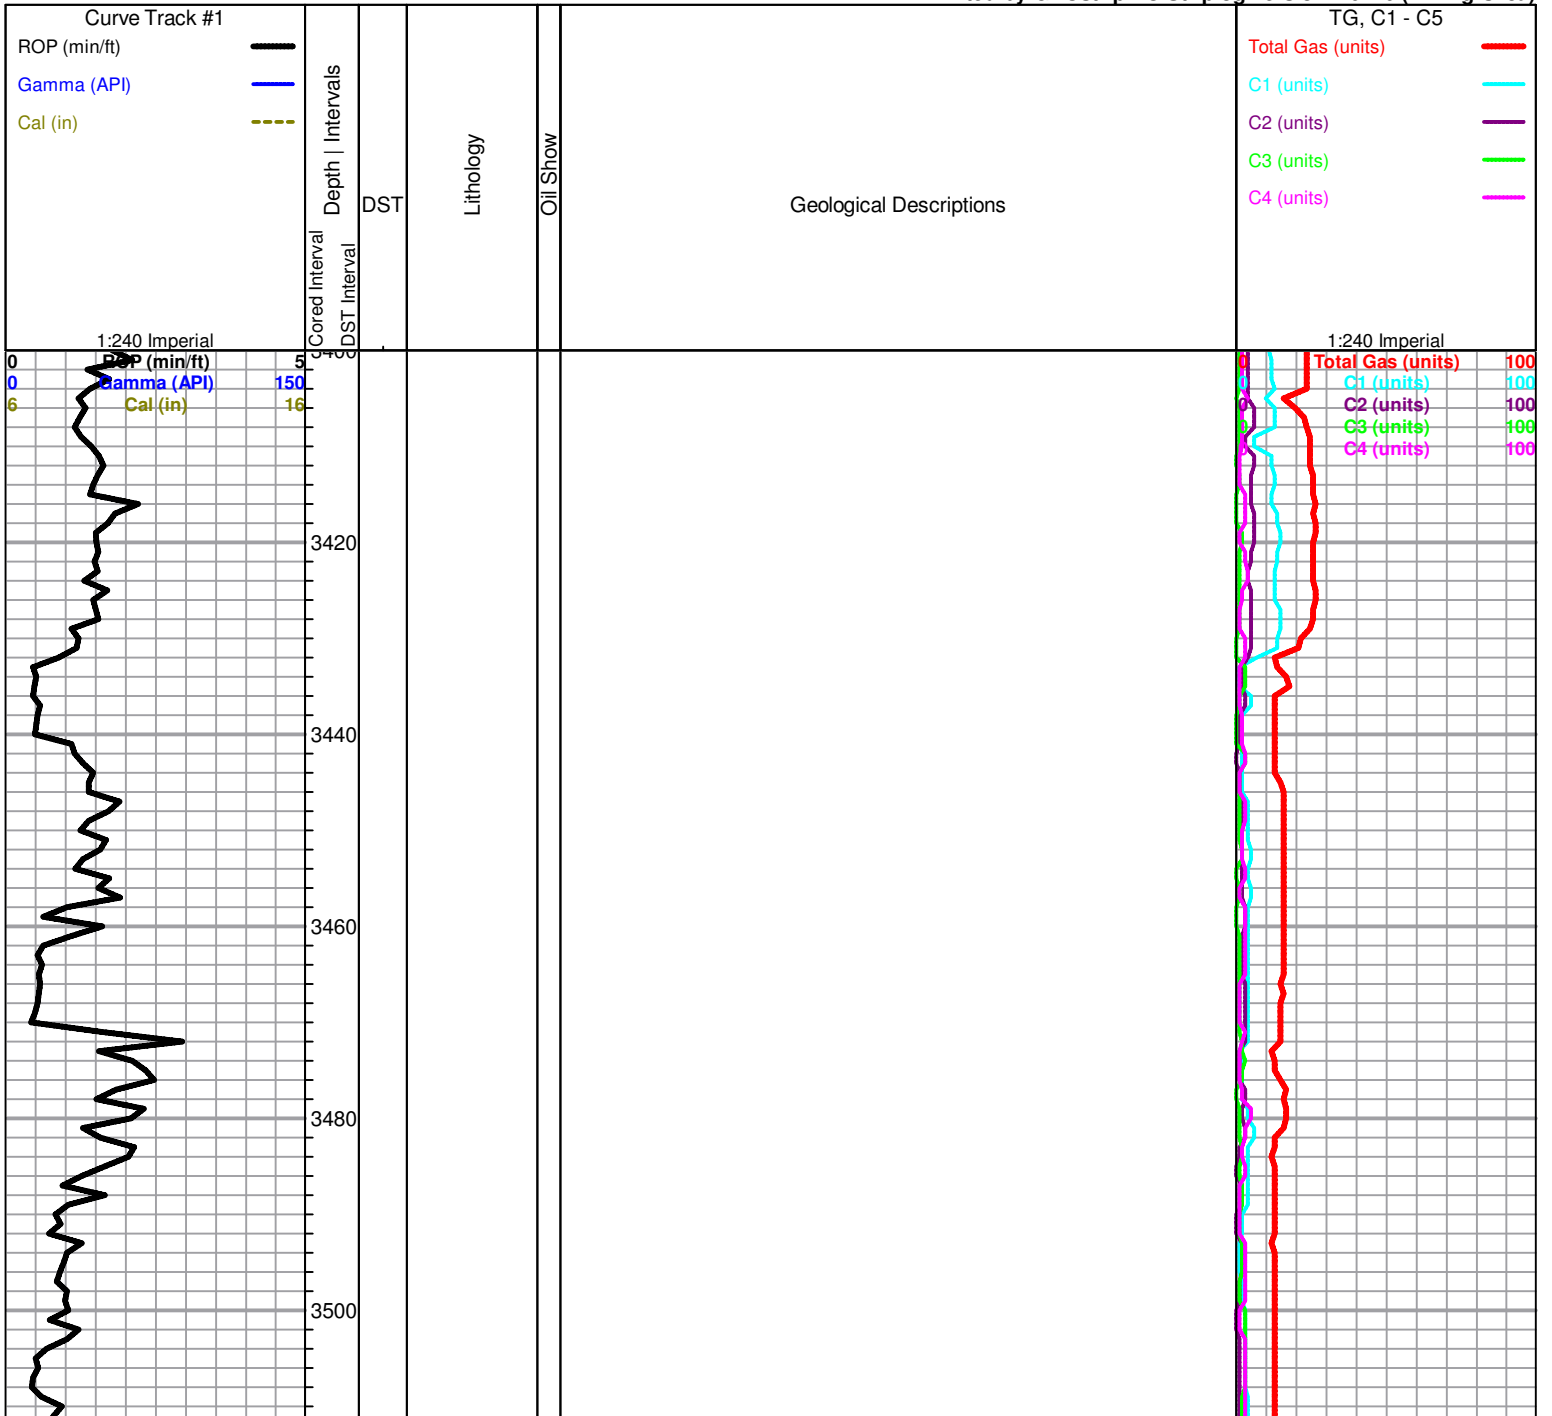 Curve Track #1
ROP (min/ft)
Gamma (API)
Cal (in)
1:240 Imperial
Cored Interval
Depth | Intervals
DST Interval
DST
Lithology
Oil Show
Geological Descriptions
TG, C1 - C5
Total Gas (units)
C1 (units)
C2 (units)
C3 (units)
C4 (units)
1:240 Imperial
0 ROP (min/ft) 5
0 Gamma (API) 150
6 Cal (in) 16
3400
0 Total Gas (units) 100
0 C1 (units) 100
0 C2 (units) 100
0 C3 (units) 100
0 C4 (units) 100
3420
3440
3460
3480
3500